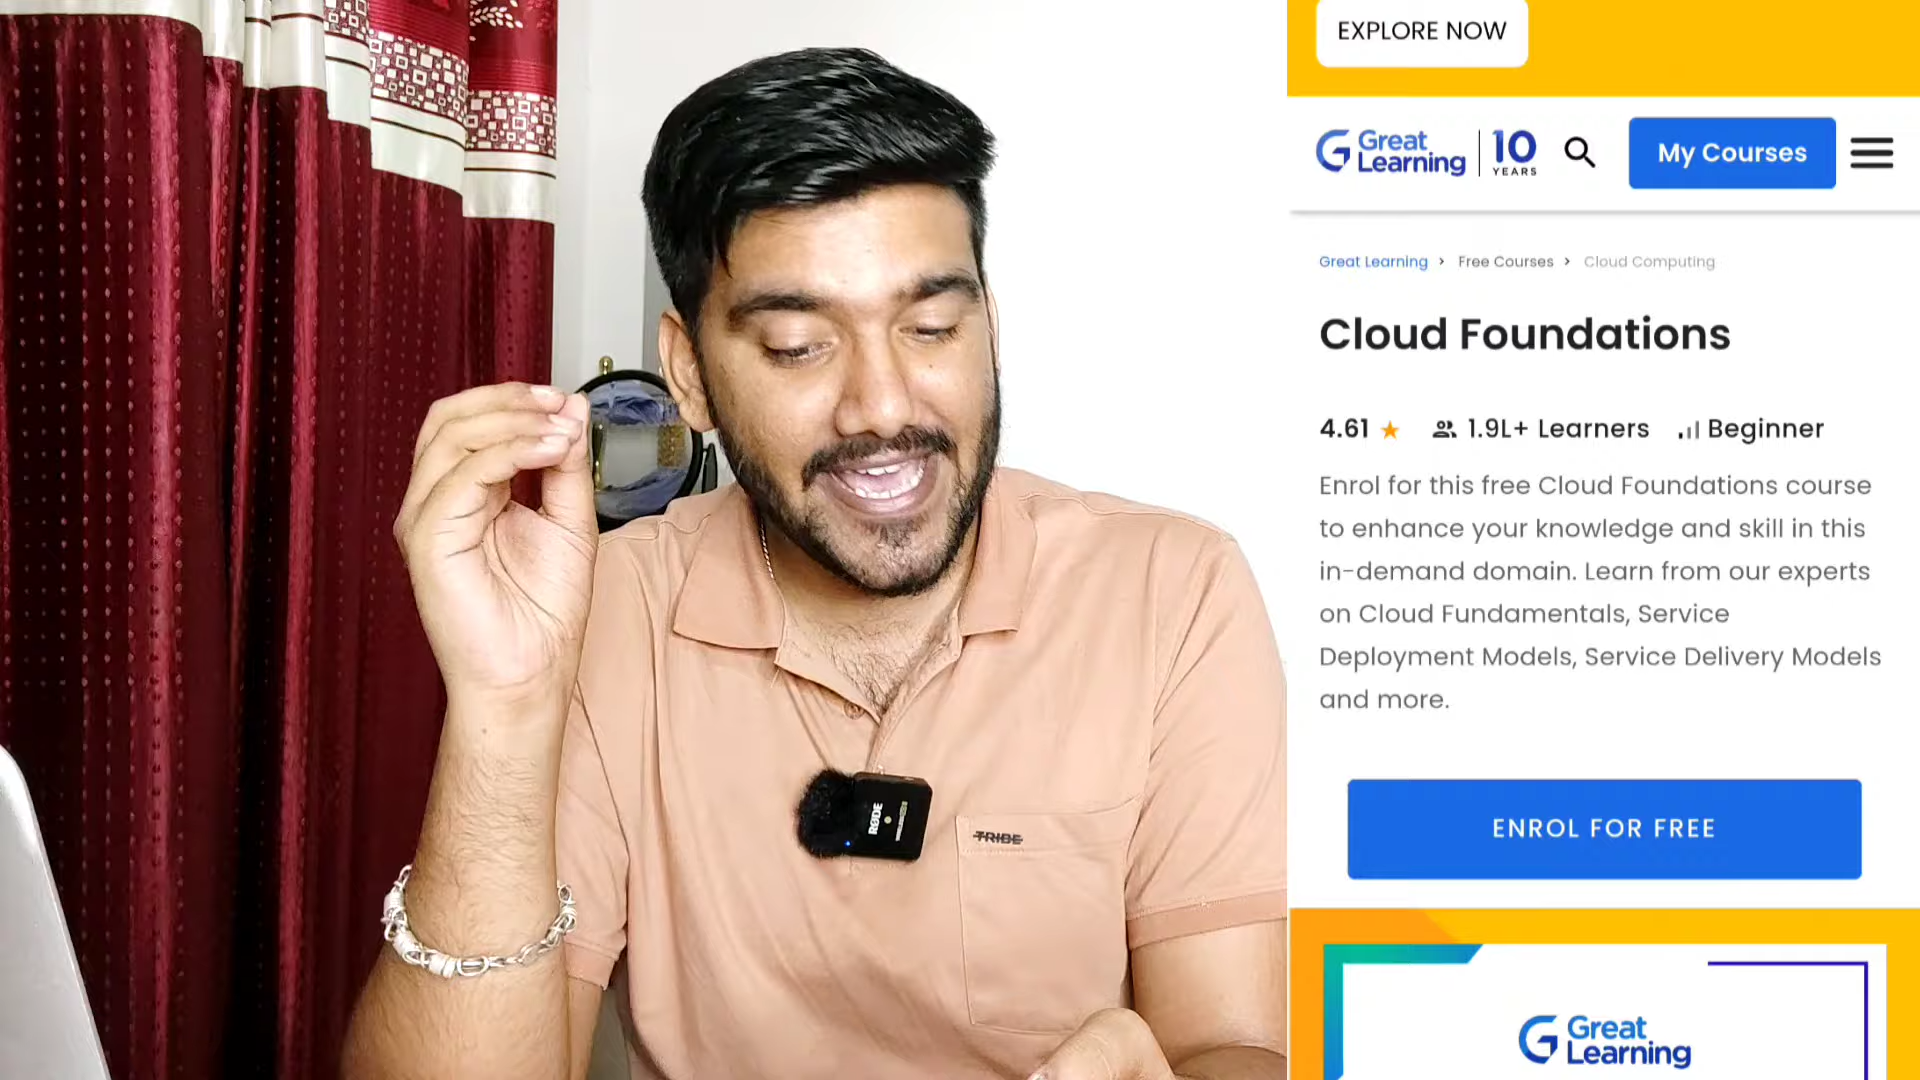 EXPLORE NOW
Great Learning
10 YEARS
My Courses
Great Learning > Free Courses > Cloud Computing
Cloud Foundations
4.61 ★ 1.9L+ Learners Beginner
Enrol for this free Cloud Foundations course
to enhance your knowledge and skill in this
in-demand domain. Learn from our experts
on Cloud Fundamentals, Service
Deployment Models, Service Delivery Models
and more.
ENROL FOR FREE
Great
Learning
RØDE
TRIBE